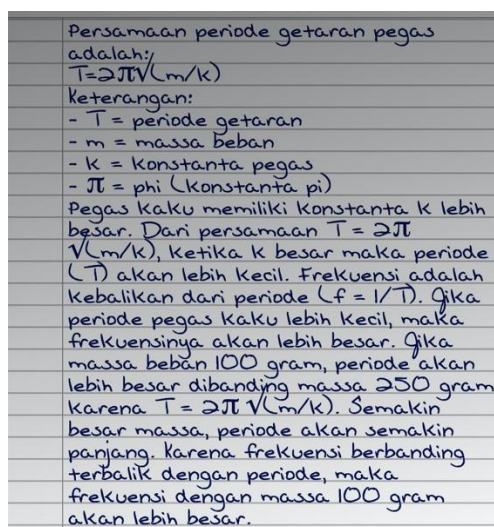 Persamaan periode getaran pegas
adalah:
T=2π√(m/k)
Keterangan:
- T = periode getaran
- m = massa beban
- k = konstanta pegas
- π = phi (konstanta pi)
Pegas kaku memiliki konstanta k lebih
besar. Dari persamaan T = 2π
√(m/k), ketika k besar maka periode
(T) akan lebih kecil. Frekuensi adalah
kebalikan dari periode (f = 1/T). Jika
periode pegas kaku lebih kecil, maka
frekuensinya akan lebih besar. Jika
massa beban 100 gram, periode akan
lebih besar dibanding massa 250 gram
karena T = 2π √(m/k). Semakin
besar massa, periode akan semakin
panjang. Karena frekuensi berbanding
terbalik dengan periode, maka
frekuensi dengan massa 100 gram
akan lebih besar.